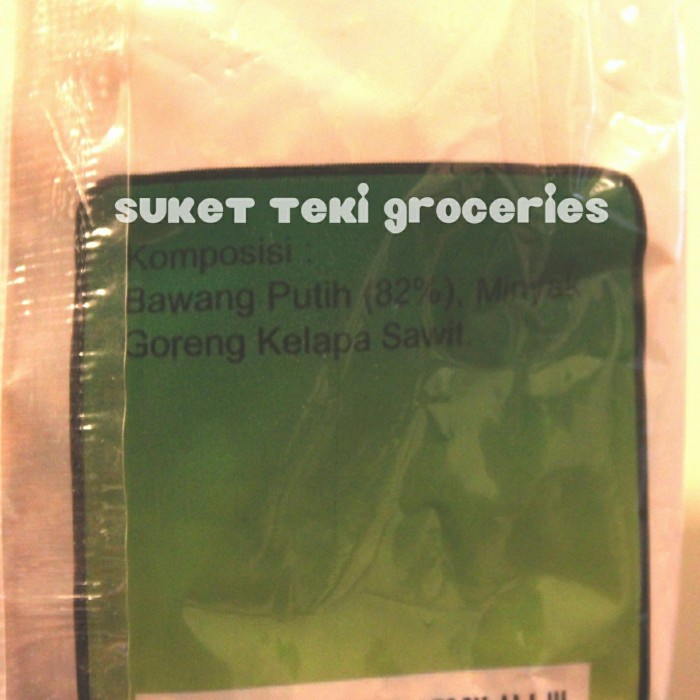 SUKET TEKI GROCERIES
Komposisi :
Bawang Putih (82%), Minyak
Goreng Kelapa Sawit.